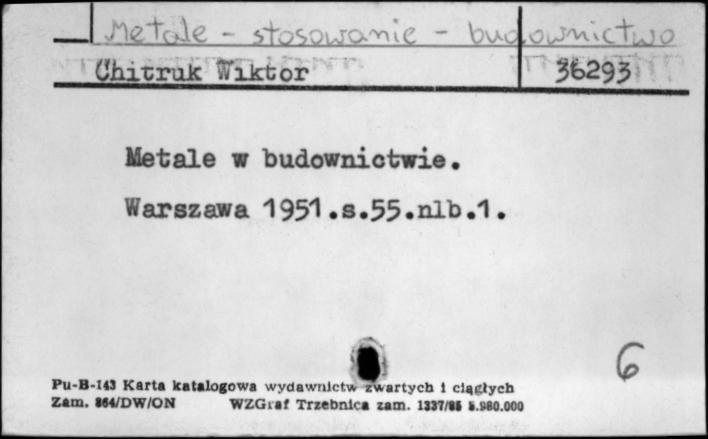 Metale - stosowanie - budownictwo
Chitruk Wiktor 36293
Metale w budownictwie.
Warszawa 1951.s.55.nlb.1.
6
Pu-B-143 Karta katalogowa wydawnictw zwartych i ciągłych
Zam. 864/DW/ON WZGraf Trzebnica zam. 1337/85 5.980.000